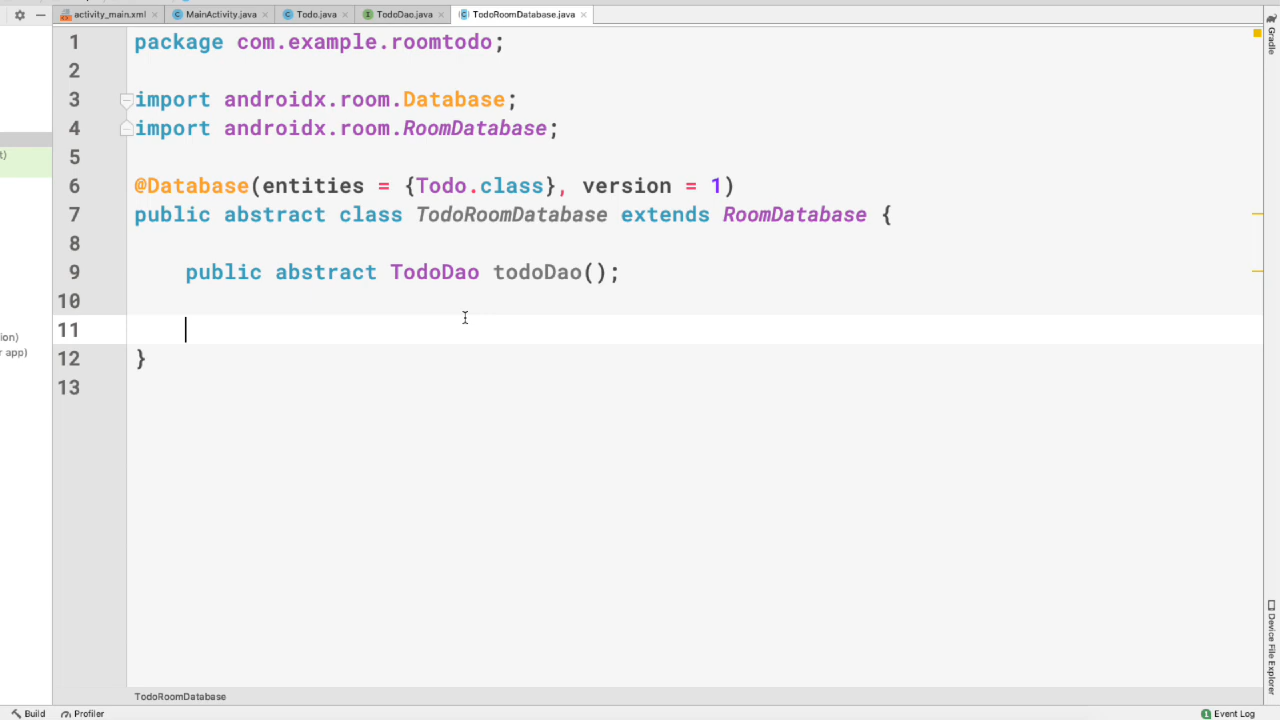 activity_main.xml MainActivity.java Todo.java TodoDao.java TodoRoomDatabase.java
1 package com.example.roomtodo;
2
3 import androidx.room.Database;
4 import androidx.room.RoomDatabase;
5
6 @Database(entities = {Todo.class}, version = 1)
7 public abstract class TodoRoomDatabase extends RoomDatabase {
8
9 public abstract TodoDao todoDao();
10
11
12 }
13
t)
ion)
r app)
Gradle
Device File Explorer
TodoRoomDatabase
Build Profiler 1 Event Log